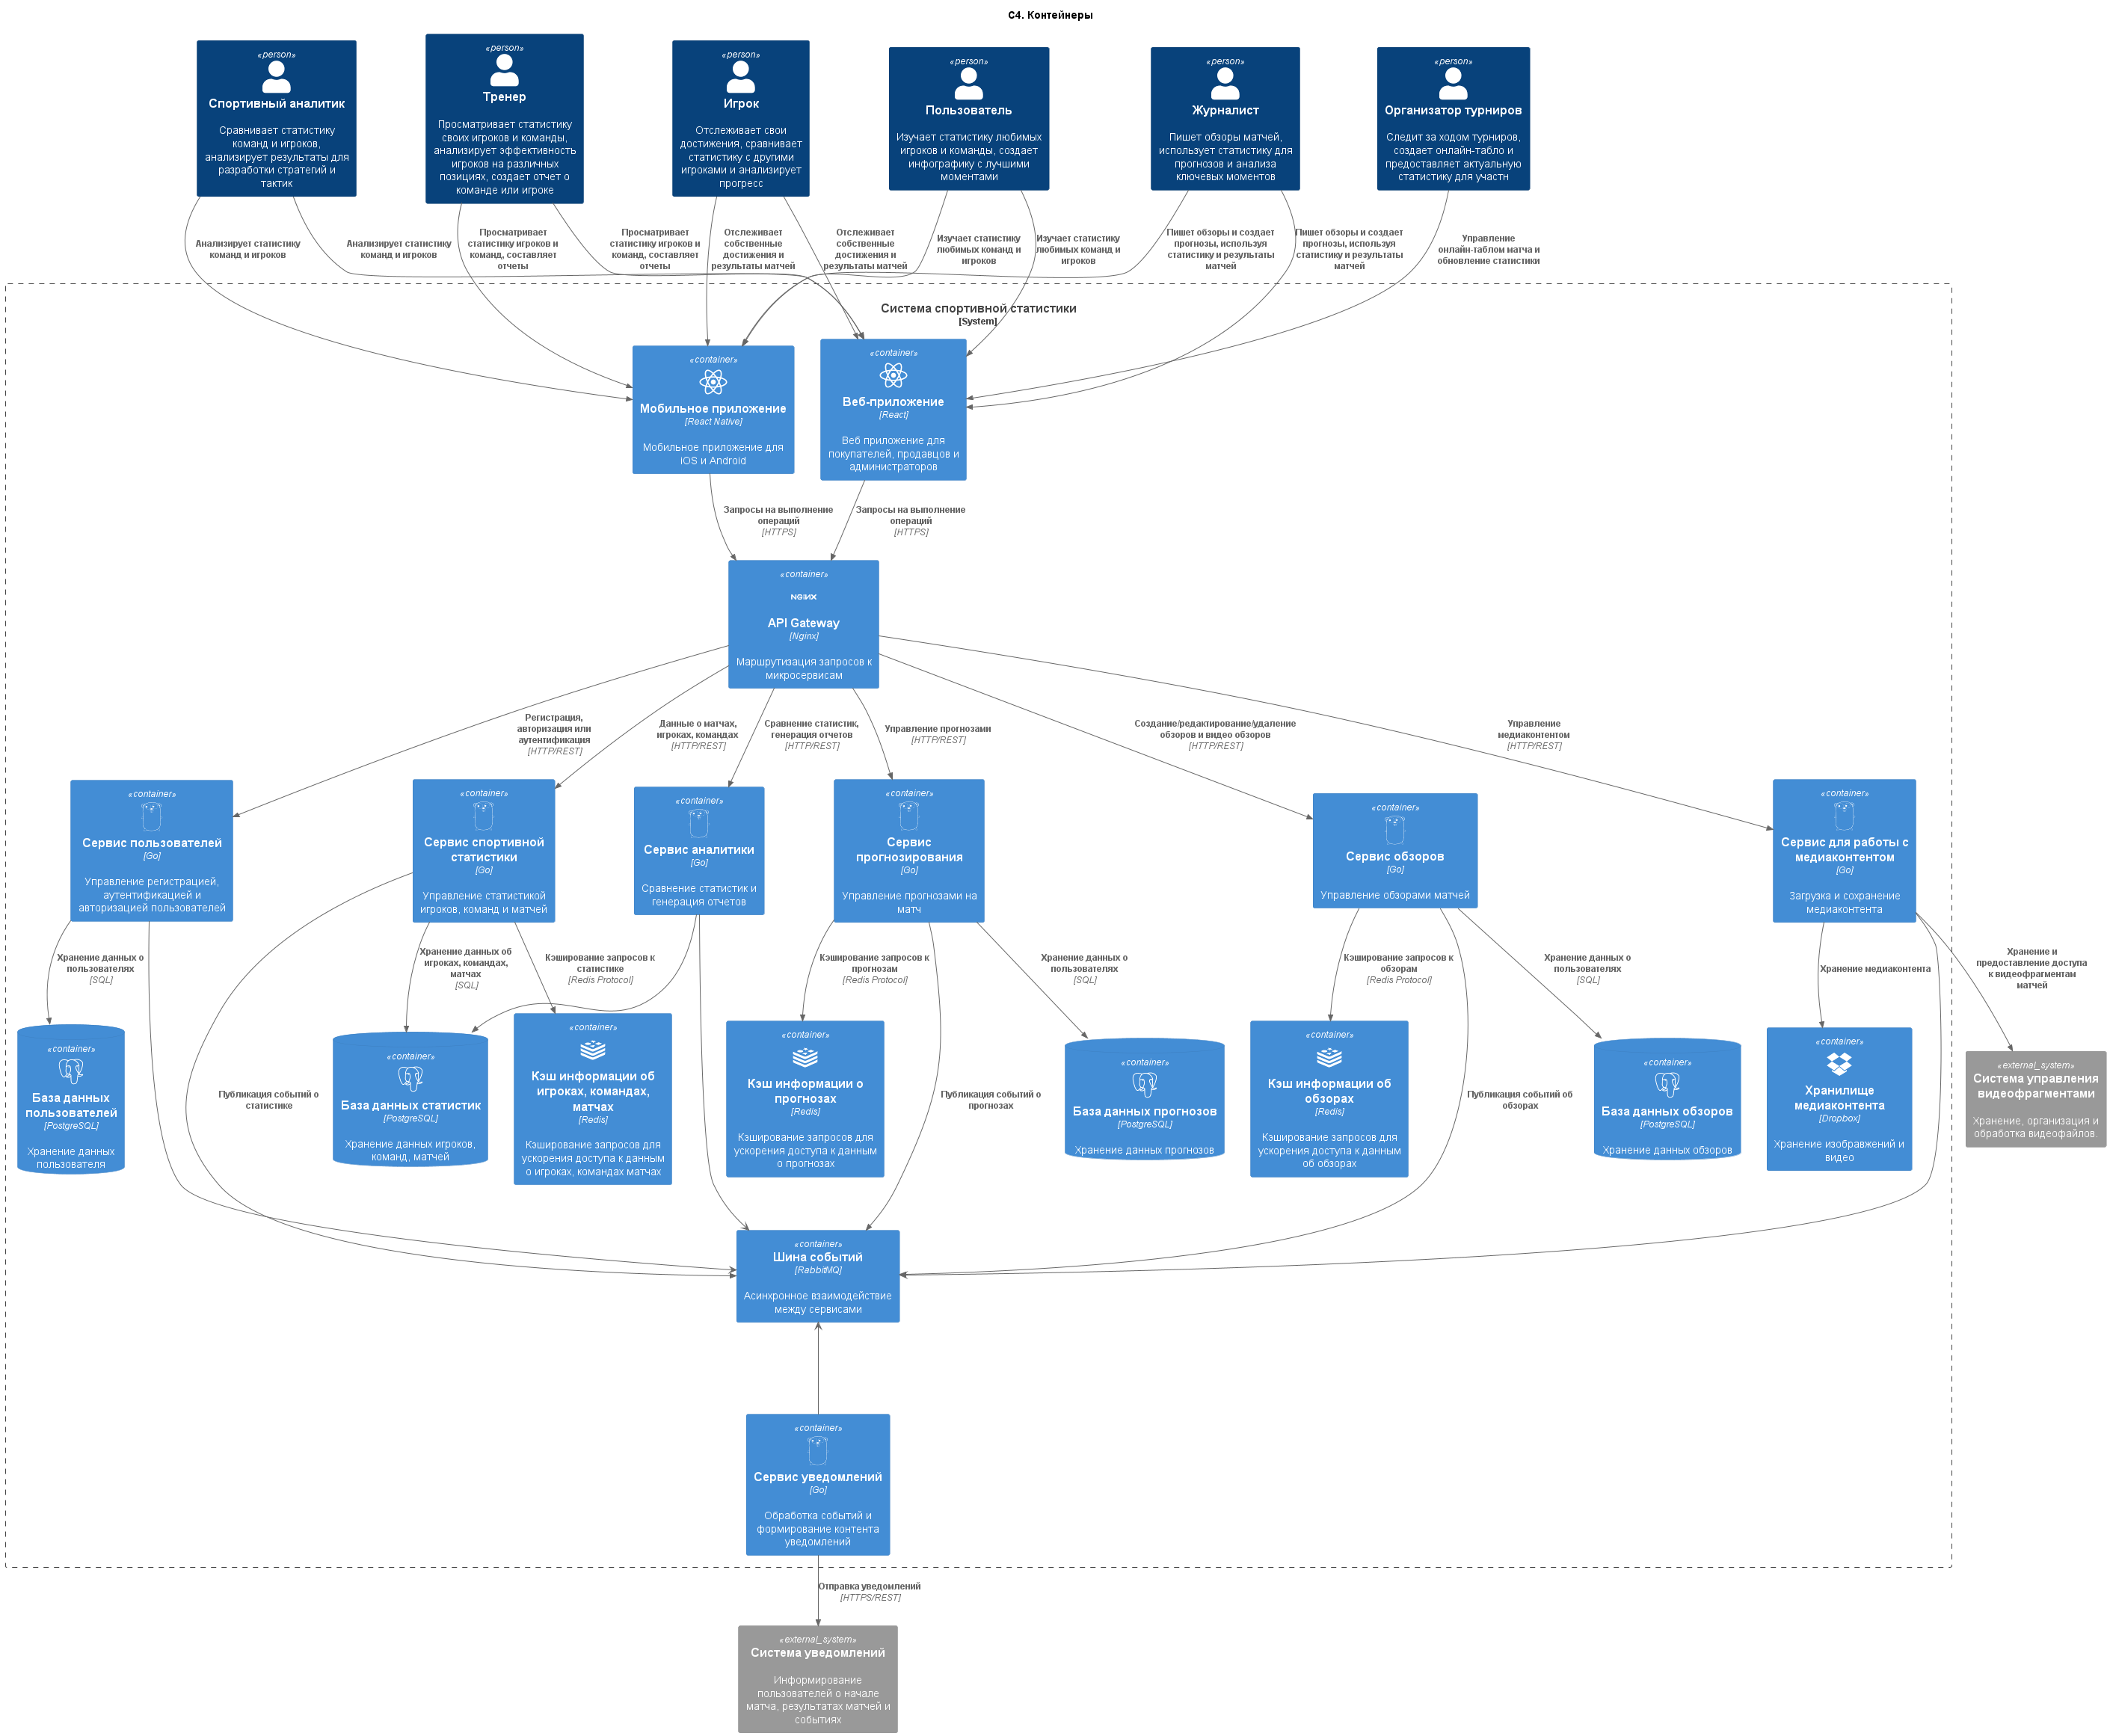 C4. Контейнеры
«person»
Спортивный аналитик
Сравнивает статистику
команд и игроков,
анализирует результаты для
разработки стратегий и
тактик
«person»
Тренер
Просматривает статистику
своих игроков и команды,
анализирует эффективность
игроков на различных
позициях, создает отчет о
команде или игроке
«person»
Игрок
Отслеживает свои
достижения, сравнивает
статистику с другими
игроками и анализирует
прогресс
«person»
Пользователь
Изучает статистику любимых
игроков и команды, создает
инфографику с лучшими
моментами
«person»
Журналист
Пишет обзоры матчей,
использует статистику для
прогнозов и анализа
ключевых моментов
«person»
Организатор турниров
Следит за ходом турниров,
создает онлайн-табло и
предоставляет актуальную
статистику для участн
Анализирует статистику
команд и игроков
Анализирует статистику
команд и игроков
Просматривает
статистику игроков и
команд, составляет
отчеты
Просматривает
статистику игроков и
команд, составляет
отчеты
Отслеживает
собственные
достижения и
результаты матчей
Отслеживает
собственные
достижения и
результаты матчей
Изучает статистику
любимых команд и
игроков
Изучает статистику
любимых команд и
игроков
Пишет обзоры и создает
прогнозы, используя
статистику и результаты
матчей
Пишет обзоры и создает
прогнозы, используя
статистику и результаты
матчей
Управление
онлайн-таблом матча и
обновление статистики
Система спортивной статистики
[System]
«container»
Мобильное приложение
[React Native]
Мобильное приложение для
iOS и Android
«container»
Веб-приложение
[React]
Веб приложение для
покупателей, продавцов и
администраторов
Запросы на выполнение
операций
[HTTPS]
Запросы на выполнение
операций
[HTTPS]
«container»
NGINX
API Gateway
[Nginx]
Маршрутизация запросов к
микросервисам
Регистрация,
авторизация или
аутентификация
[HTTP/REST]
Данные о матчах,
игроках, командах
[HTTP/REST]
Сравнение статистик,
генерация отчетов
[HTTP/REST]
Управление прогнозами
[HTTP/REST]
Создание/редактирование/удаление
обзоров и видео обзоров
[HTTP/REST]
Управление
медиаконтентом
[HTTP/REST]
«container»
Сервис пользователей
[Go]
Управление регистрацией,
аутентификацией и
авторизацией пользователей
«container»
Сервис спортивной
статистики
[Go]
Управление статистикой
игроков, команд и матчей
«container»
Сервис аналитики
[Go]
Сравнение статистик и
генерация отчетов
«container»
Сервис
прогнозирования
[Go]
Управление прогнозами на
матч
«container»
Сервис обзоров
[Go]
Управление обзорами матчей
«container»
Сервис для работы с
медиаконтентом
[Go]
Загрузка и сохранение
медиаконтента
Хранение данных о
пользователях
[SQL]
Хранение данных об
игроках, командах,
матчах
[SQL]
Кэширование запросов к
статистике
[Redis Protocol]
Кэширование запросов к
прогнозам
[Redis Protocol]
Хранение данных о
пользователях
[SQL]
Кэширование запросов к
обзорам
[Redis Protocol]
Хранение данных о
пользователях
[SQL]
Хранение медиаконтента
Хранение и
предоставление доступа
к видеофрагментам
матчей
«container»
База данных
пользователей
[PostgreSQL]
Хранение данных
пользователя
Публикация событий о
статистике
«container»
База данных статистик
[PostgreSQL]
Хранение данных игроков,
команд, матчей
«container»
Кэш информации об
игроках, командах,
матчах
[Redis]
Кэширование запросов для
ускорения доступа к данным
о игроках, командах матчах
«container»
Кэш информации о
прогнозах
[Redis]
Кэширование запросов для
ускорения доступа к данным
о прогнозах
Публикация событий о
прогнозах
«container»
База данных прогнозов
[PostgreSQL]
Хранение данных прогнозов
«container»
Кэш информации об
обзорах
[Redis]
Кэширование запросов для
ускорения доступа к данным
об обзорах
Публикация событий об
обзорах
«container»
База данных обзоров
[PostgreSQL]
Хранение данных обзоров
«container»
Хранилище
медиаконтента
[Dropbox]
Хранение изобравжений и
видео
«external_system»
Система управления
видеофрагментами
Хранение, организация и
обработка видеофайлов.
«container»
Шина событий
[RabbitMQ]
Асинхронное взаимодействие
между сервисами
«container»
Сервис уведомлений
[Go]
Обработка событий и
формирование контента
уведомлений
Отправка уведомлений
[HTTPS/REST]
«external_system»
Система уведомлений
Информирование
пользователей о начале
матча, результатах матчей и
событиях